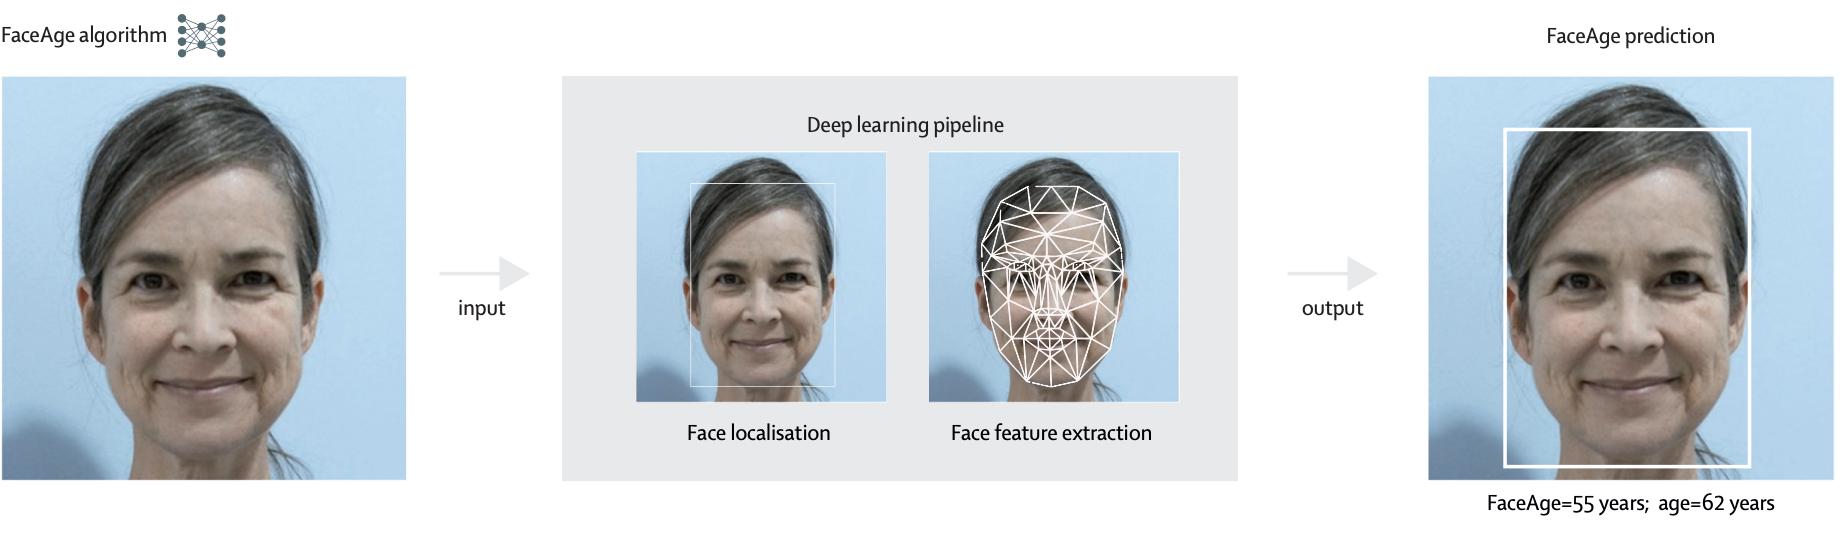 FaceAge algorithm
FaceAge prediction
Deep learning pipeline
input
output
Face localisation
Face feature extraction
FaceAge=55 years; age=62 years